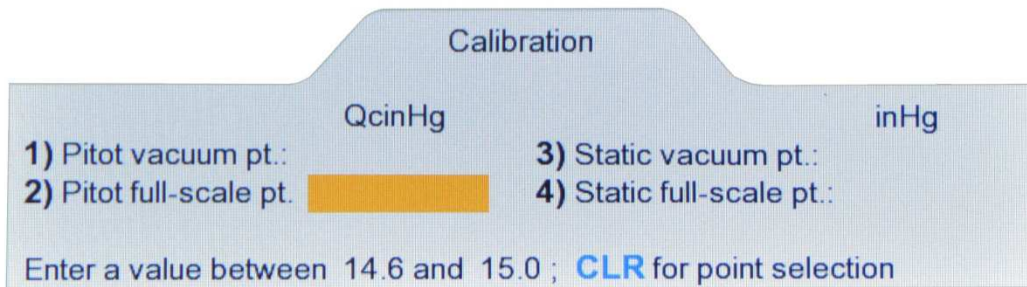 Calibration
QcinHg inHg
1) Pitot vacuum pt.: 3) Static vacuum pt.:
2) Pitot full-scale pt. 4) Static full-scale pt.:
Enter a value between 14.6 and 15.0 ; CLR for point selection